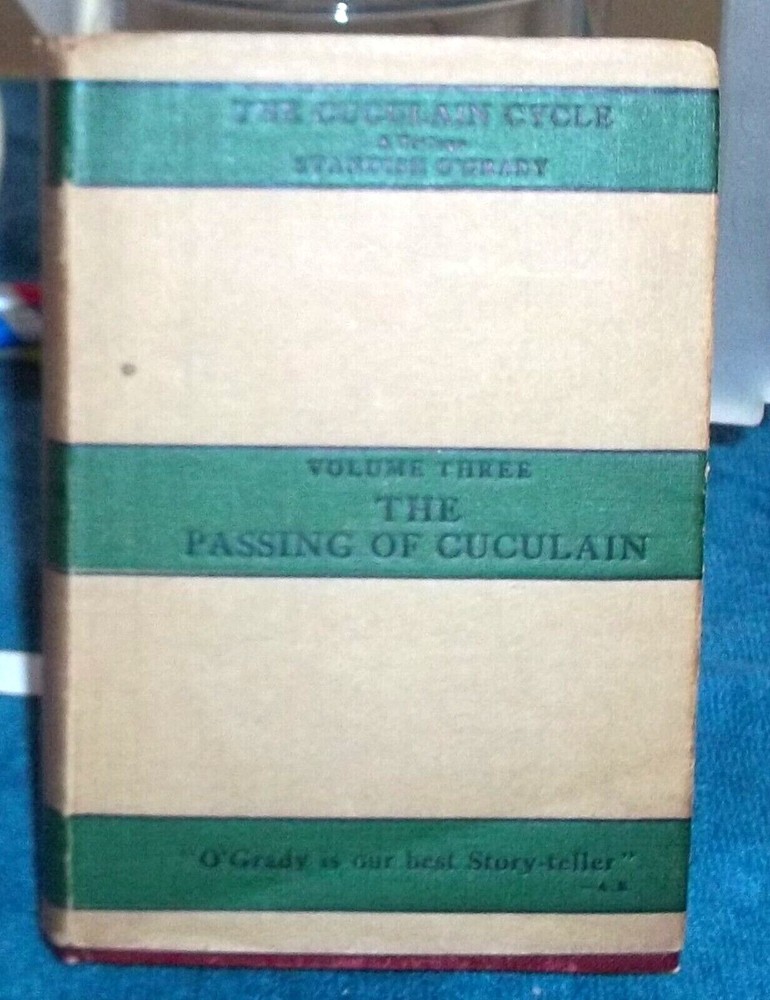 THE CUCULAIN CYCLE
STANDISH O'GRADY
VOLUME THREE
THE
PASSING OF CUCULAIN
"O'Grady is our best Story-teller"
—A. E.